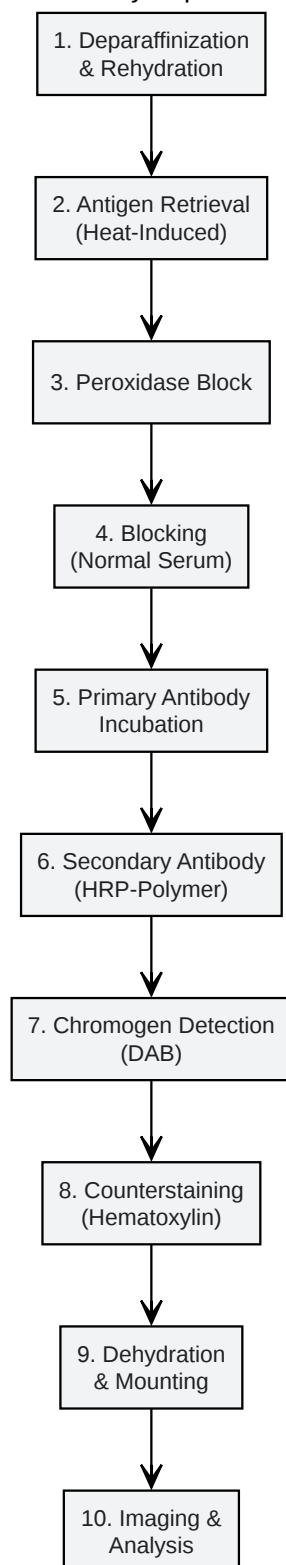 1. Deparaffinization
& Rehydration
2. Antigen Retrieval
(Heat-Induced)
3. Peroxidase Block
4. Blocking
(Normal Serum)
5. Primary Antibody
Incubation
6. Secondary Antibody
(HRP-Polymer)
7. Chromogen Detection
(DAB)
8. Counterstaining
(Hematoxylin)
9. Dehydration
& Mounting
10. Imaging &
Analysis